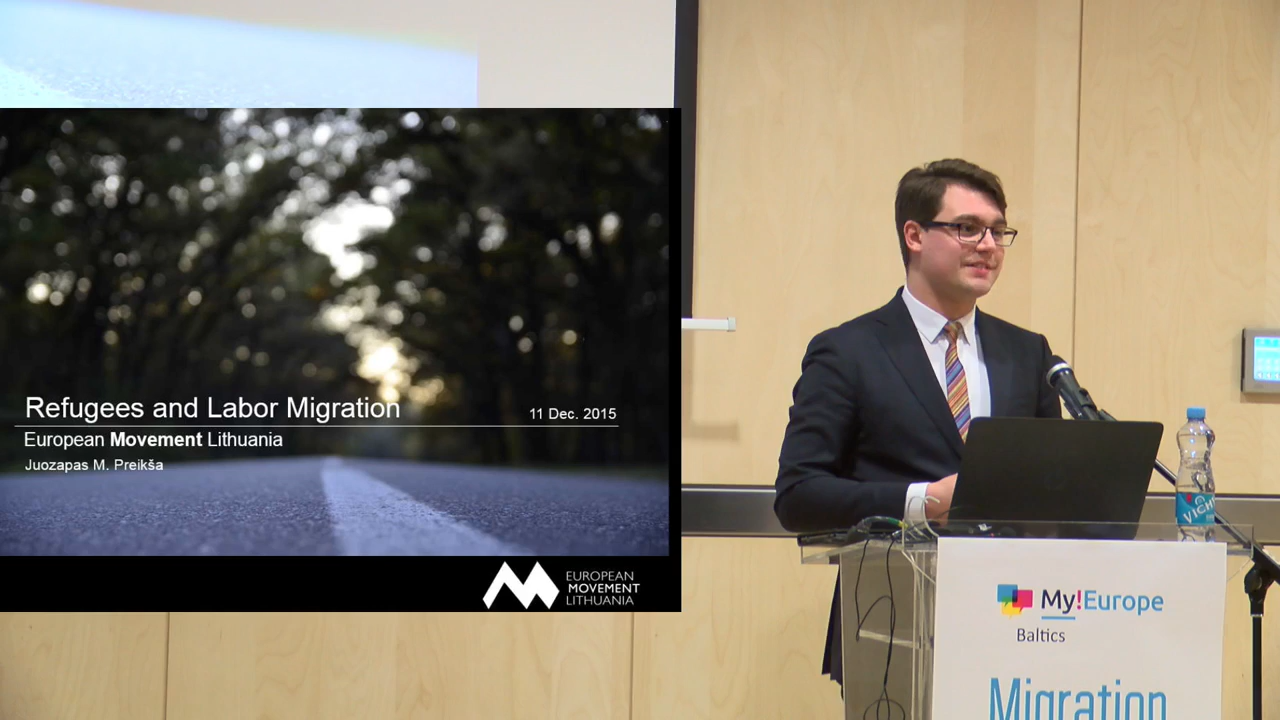 Refugees and Labor Migration
11 Dec. 2015
European Movement Lithuania
Juozapas M. Preikša
EUROPEAN
MOVEMENT
LITHUANIA
VICHY
My!Europe
Baltics
Migration